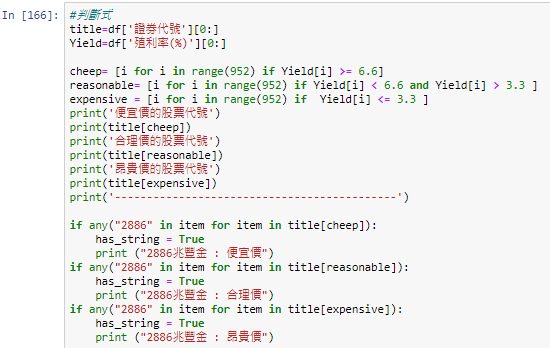 In [166]:
#判斷式
title=df['證券代號'][0:]
Yield=df['殖利率(%)'][0:]
cheep= [i for i in range(952) if Yield[i] >= 6.6]
reasonable= [i for i in range(952) if Yield[i] < 6.6 and Yield[i] > 3.3 ]
expensive = [i for i in range(952) if  Yield[i] <= 3.3 ]
print('便宜價的股票代號')
print(title[cheep])
print('合理價的股票代號')
print(title[reasonable])
print('昂貴價的股票代號')
print(title[expensive])
print('--------------------------------------------')
if any("2886" in item for item in title[cheep]):
    has_string = True
    print ("2886兆豐金 : 便宜價")
if any("2886" in item for item in title[reasonable]):
    has_string = True
    print ("2886兆豐金 : 合理價")
if any("2886" in item for item in title[expensive]):
    has_string = True
    print ("2886兆豐金 : 昂貴價")